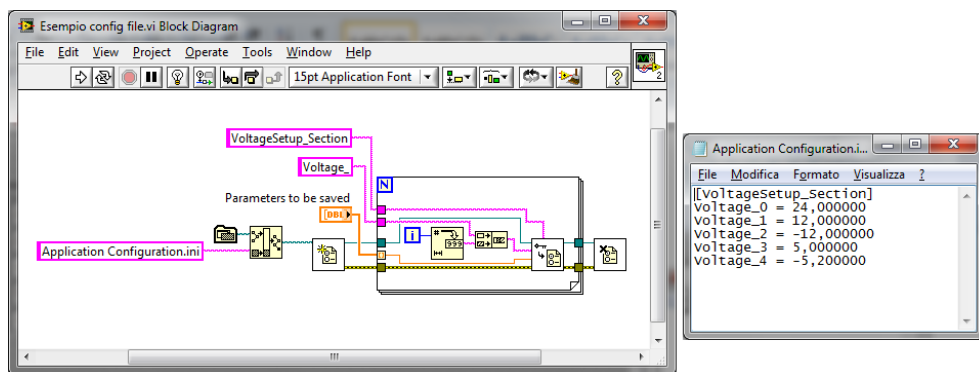 Esempio config file.vi Block Diagram
File Edit View Project Operate Tools Window Help
15pt Application Font
2
VoltageSetup_Section
Voltage_
N
Parameters to be saved
DBL
i
Application Configuration.ini
Application Configuration.i...
File Modifica Formato Visualizza ?
[VoltageSetup_Section]
Voltage_0 = 24,000000
Voltage_1 = 12,000000
Voltage_2 = -12,000000
Voltage_3 = 5,000000
Voltage_4 = -5,200000